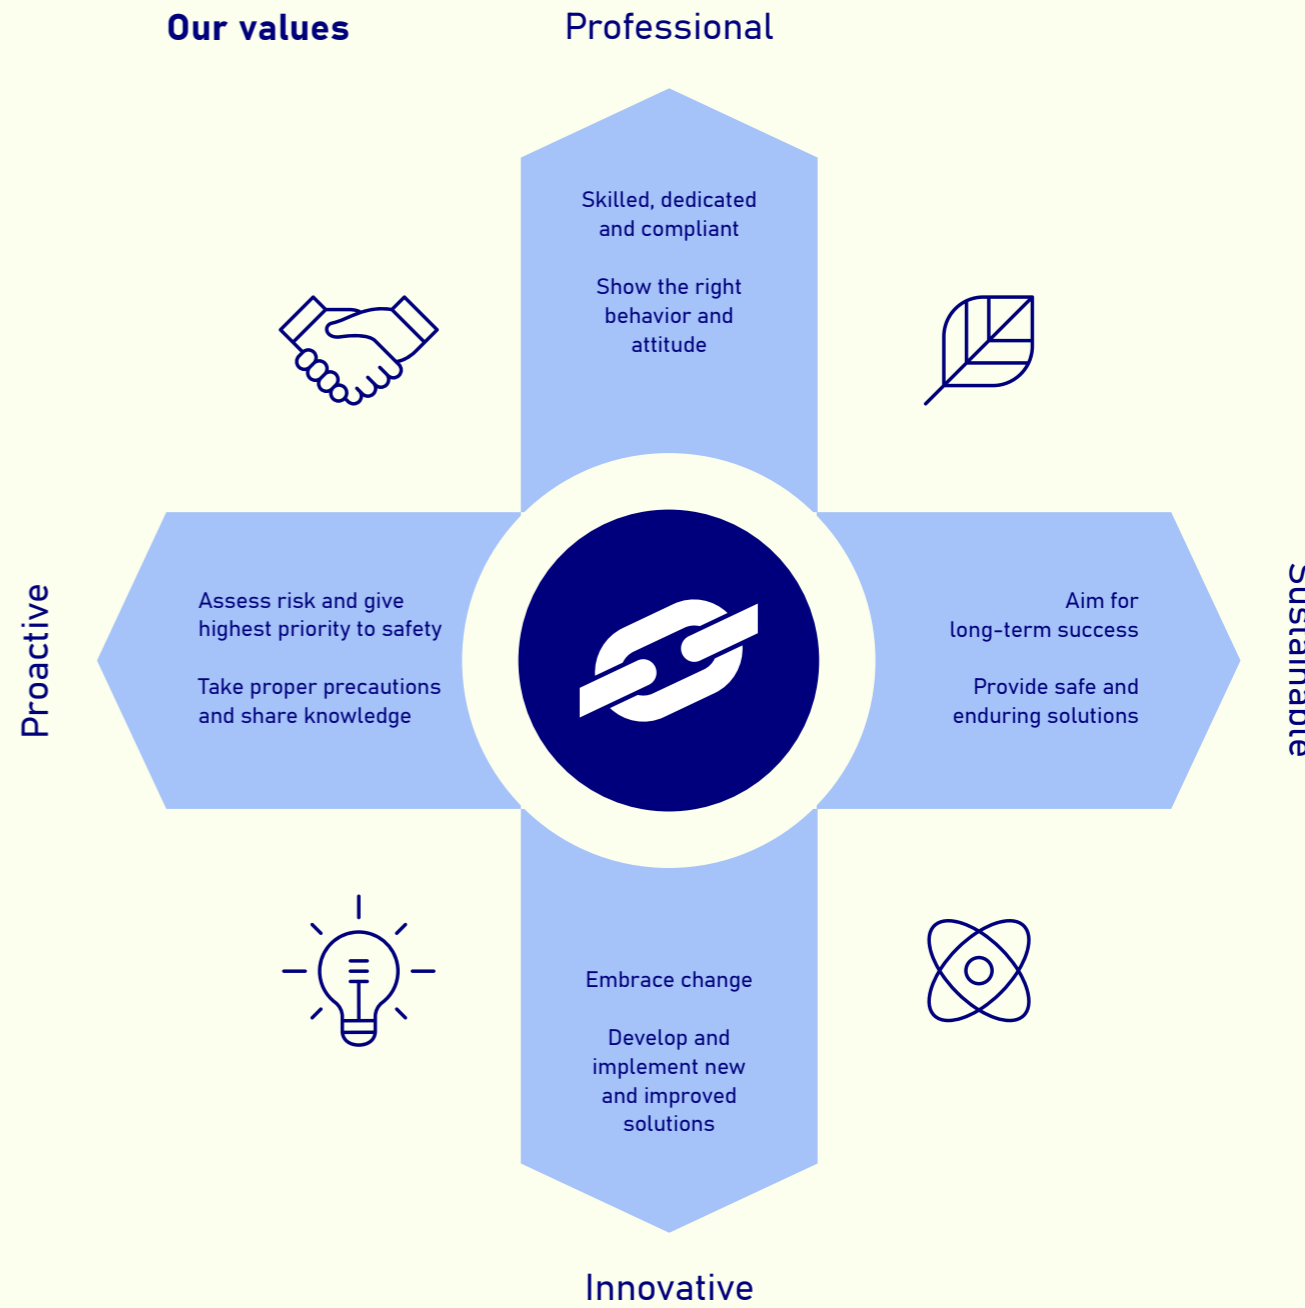 Our values
Professional
Skilled, dedicated
and compliant
Show the right
behavior and
attitude
Proactive
Assess risk and give
highest priority to safety
Take proper precautions
and share knowledge
Aim for
long-term success
Provide safe and
enduring solutions
Sustainable
Embrace change
Develop and
implement new
and improved
solutions
Innovative